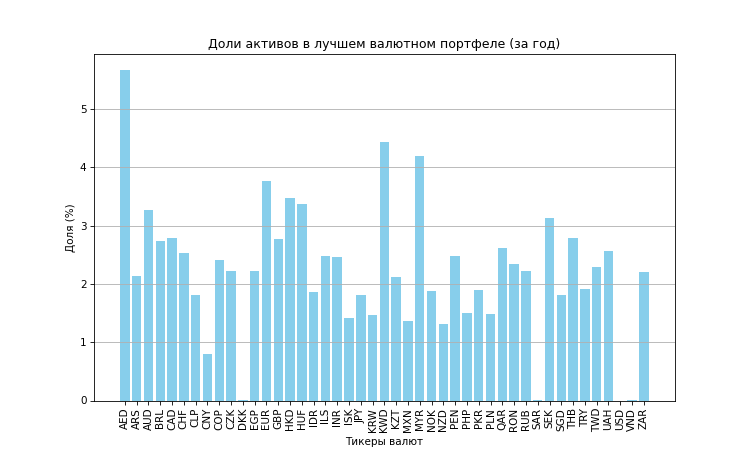 Доли активов в лучшем валютном портфеле (за год)
Доля (%)
5
4
3
2
1
0
AED ARS AUD BRL CAD CHF CLP CNY COP CZK DKK EGP EUR GBP HKD HUF IDR ILS INR ISK JPY KRW KWD KZT MXN MYR NOK NZD PEN PHP PKR PLN QAR RON RUB SAR SEK SGD THB TRY TWD UAH USD VND ZAR
Тикеры валют